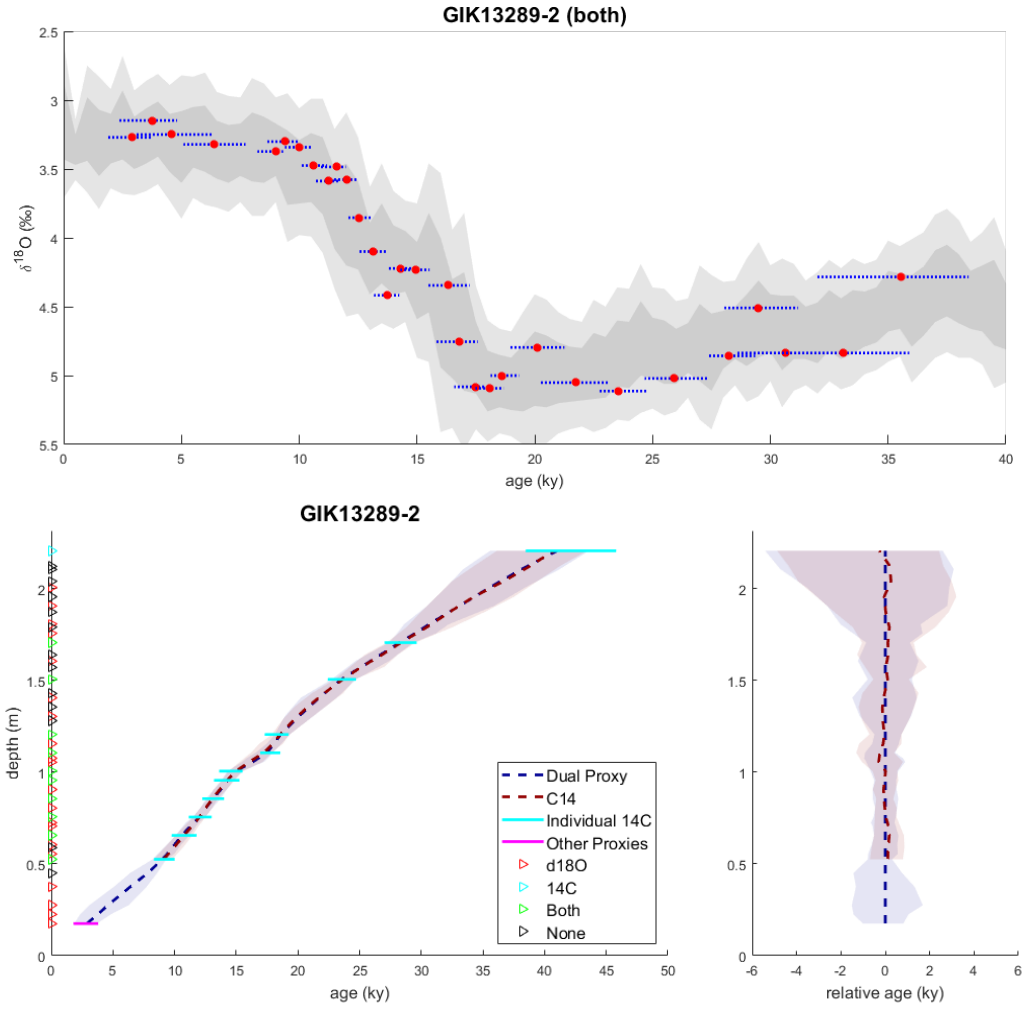 GIK13289-2 (both)
2.5
3
3.5
4
4.5
5
5.5
δ18O (‰)
0 5 10 15 20 25 30 35 40
age (ky)
GIK13289-2
2
1.5
1
0.5
0
depth (m)
0 5 10 15 20 25 30 35 40 45 50
age (ky)
Dual Proxy
C14
Individual 14C
Other Proxies
d18O
14C
Both
None
2
1.5
1
0.5
0
-6 -4 -2 0 2 4 6
relative age (ky)